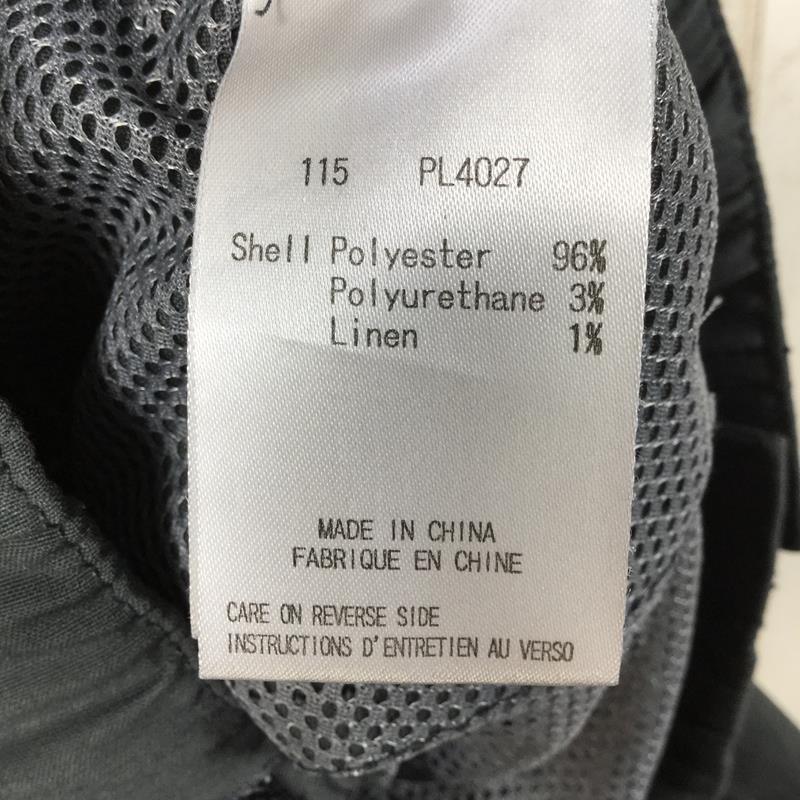 115 PL4027
Shell Polyester 96%
Polyurethane 3%
Linen 1%
MADE IN CHINA
FABRIQUE EN CHINE
CARE ON REVERSE SIDE
INSTRUCTIONS D'ENTRETIEN AU VERSO